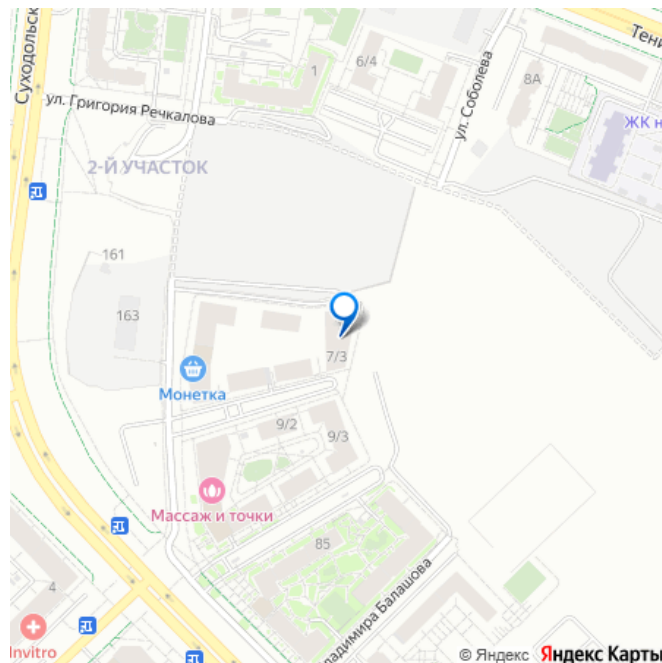 Суходольск
Тени
1
6/4
ул. Соболева
8А
ул. Григория Речкалова
ЖК н
2-Й УЧАСТОК
161
163
7/3
Монетка
9/2
9/3
Массаж и точки
85
4
ладимира Балашова
Invitro
© Яндекс Яндекс Карты